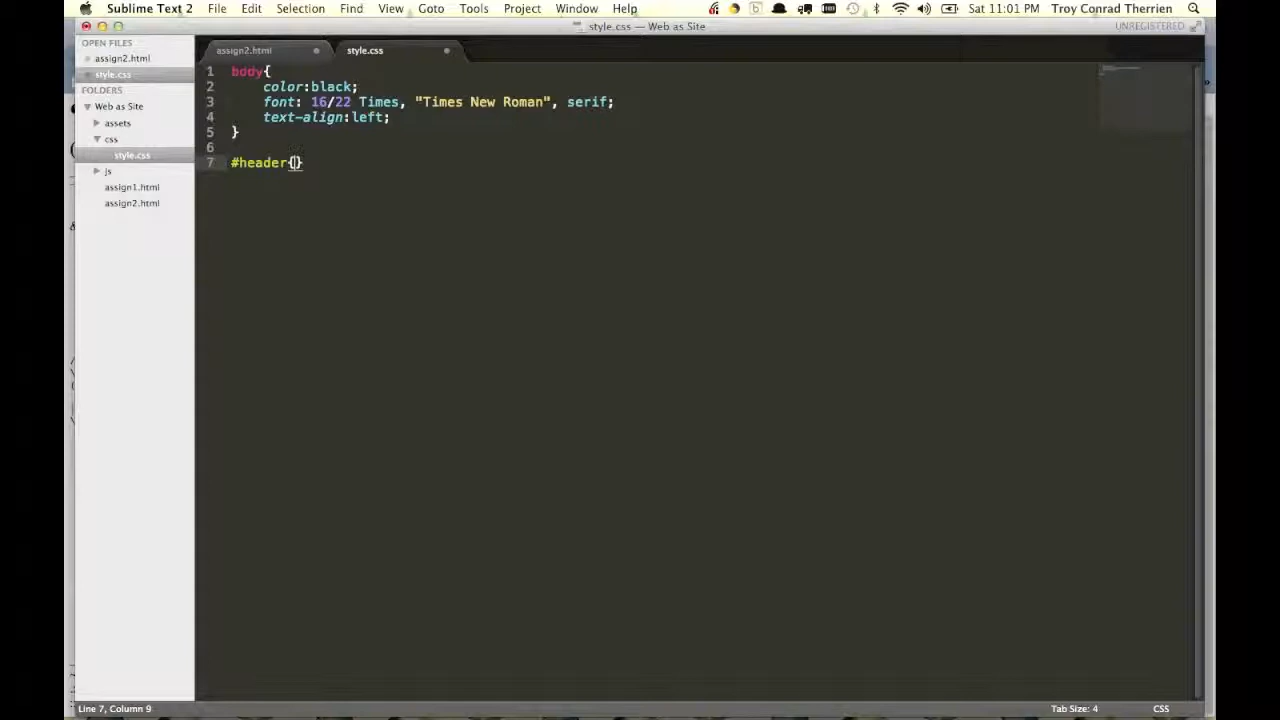 Sublime Text 2 File Edit Selection Find View Goto Tools Project Window Help Sat 11:01 PM Troy Conrad Therrien
style.css — Web as Site UNREGISTERED
OPEN FILES
assign2.html
style.css
FOLDERS
Web as Site
assets
css
style.css
js
assign1.html
assign2.html
assign2.html style.css
1 body{
2 color:black;
3 font: 16/22 Times, "Times New Roman", serif;
4 text-align:left;
5 }
6
7 #header{}
Line 7, Column 9 Tab Size: 4 CSS